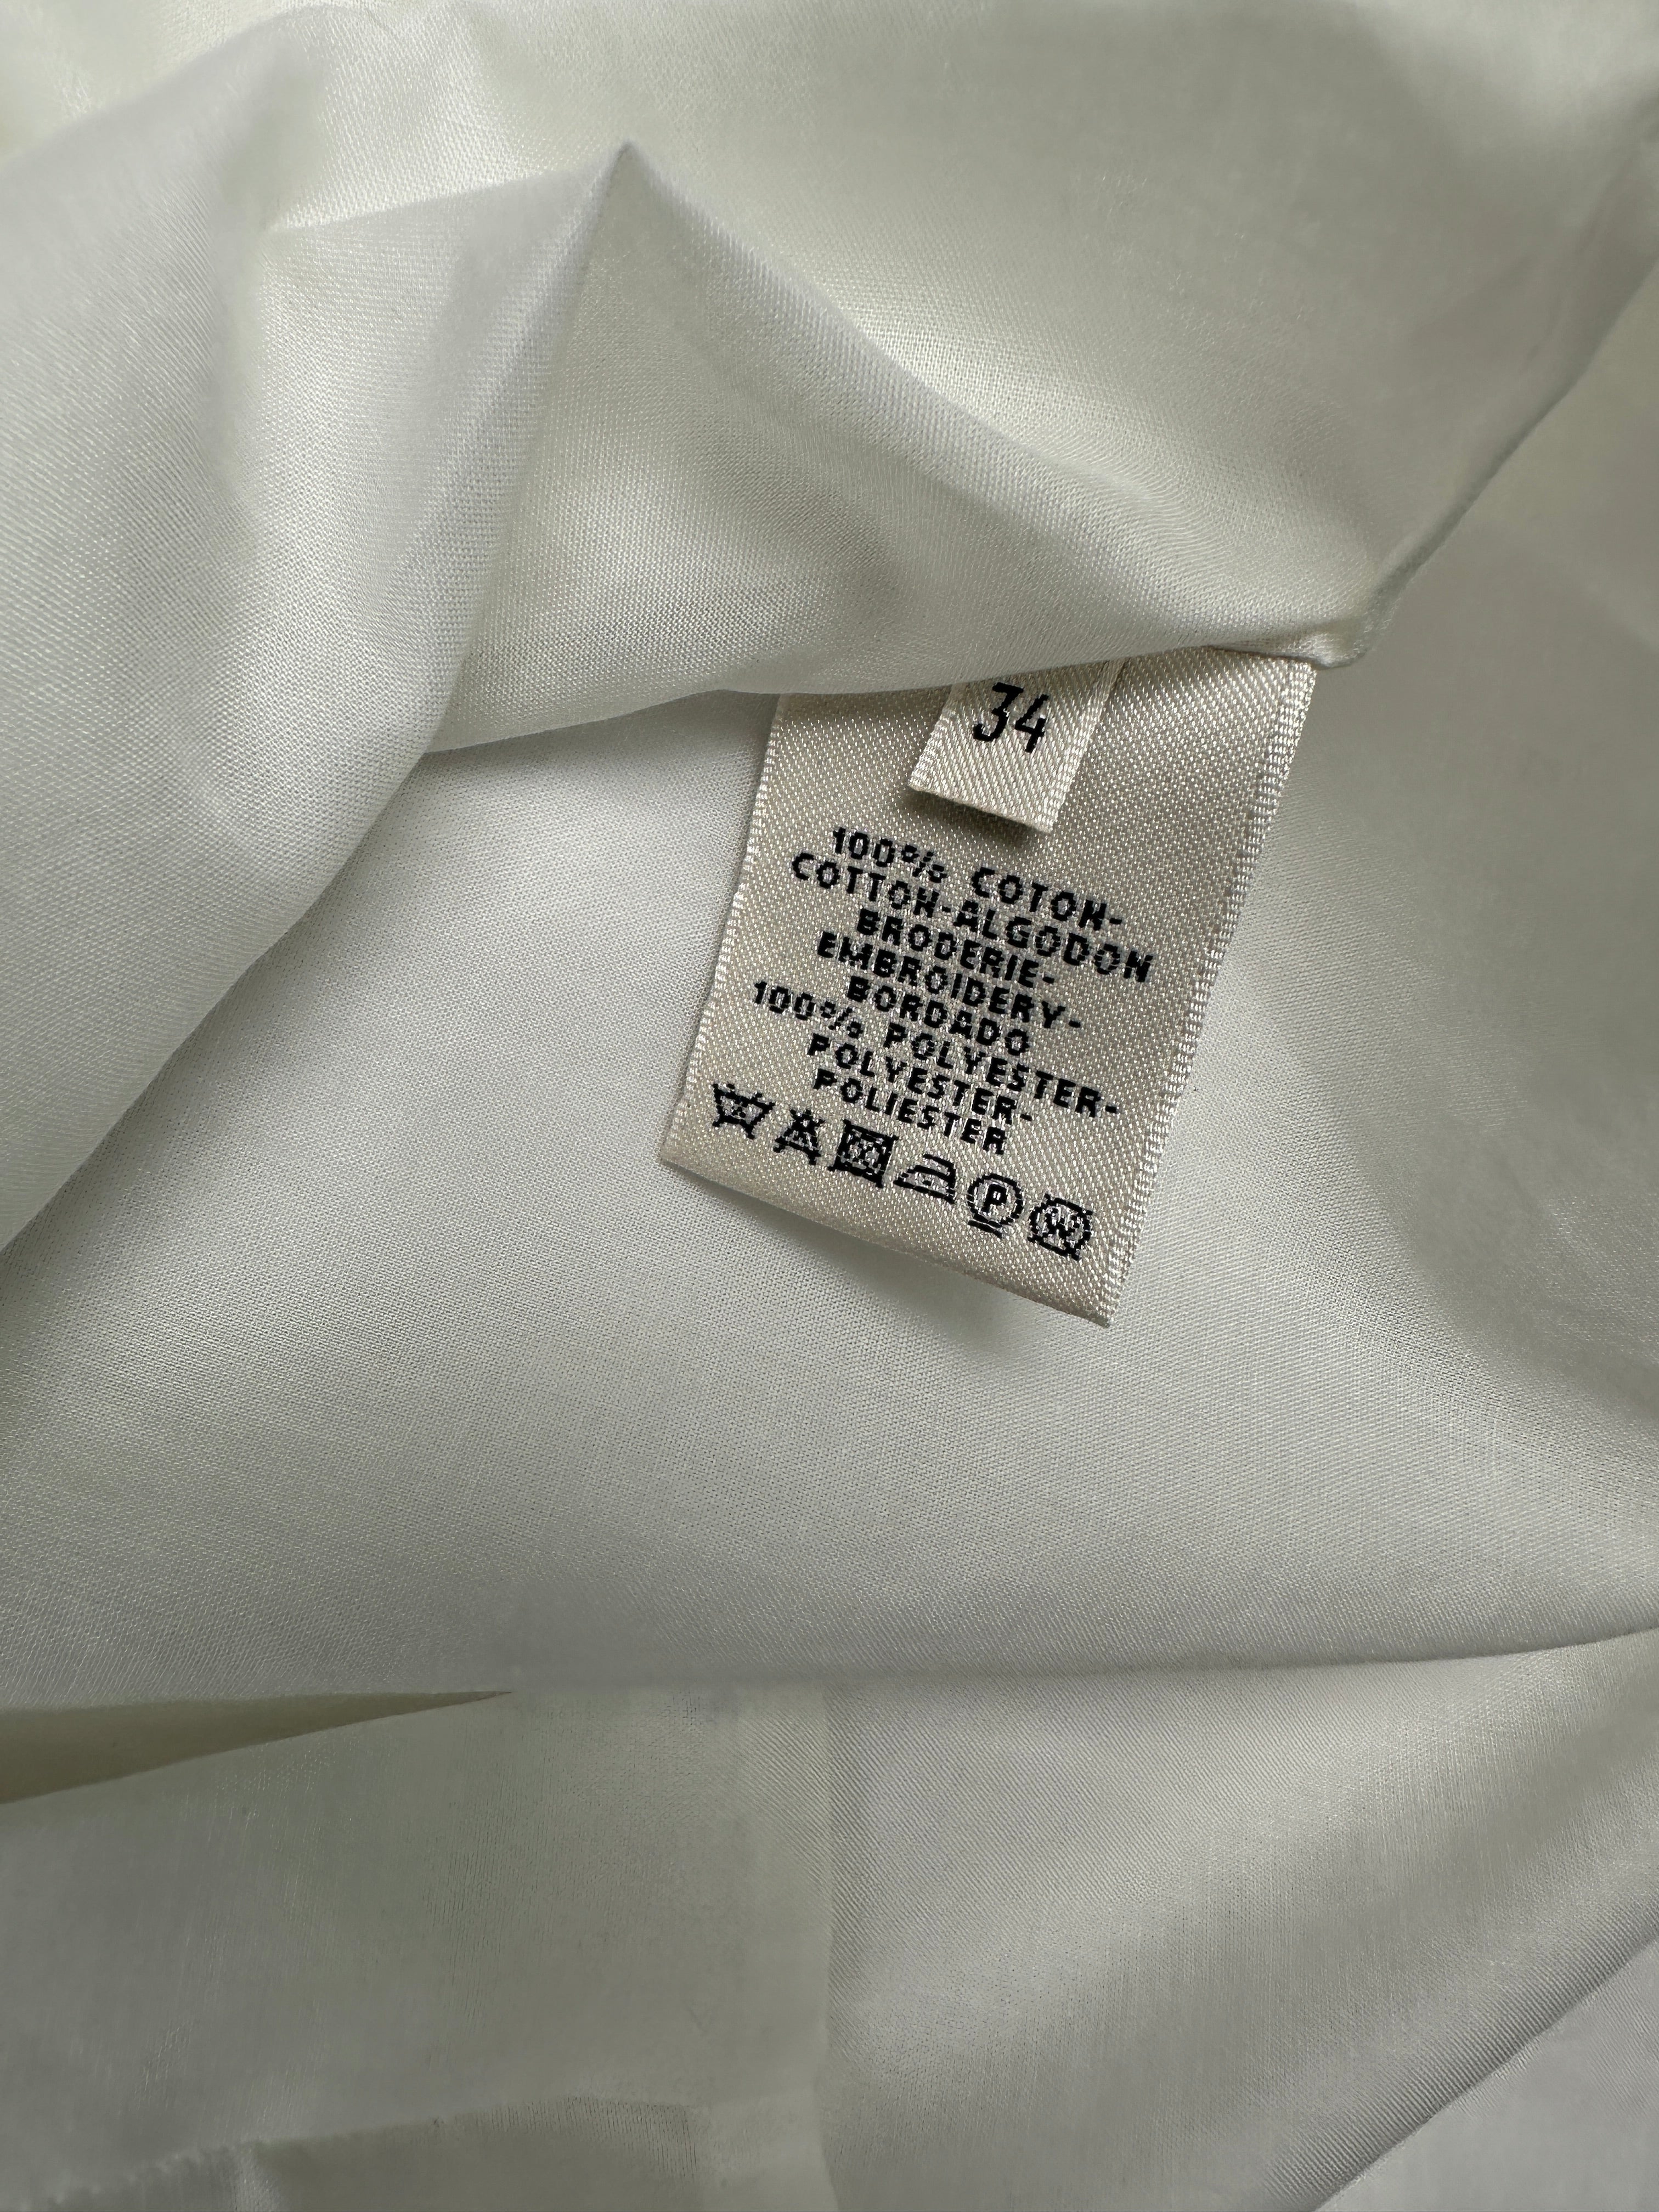 34
100% COTON-
COTTON-ALGODON
BRODERIE-
EMBROIDERY-
BORDADO
100% POLYESTER-
POLYESTER-
POLIESTER
P W